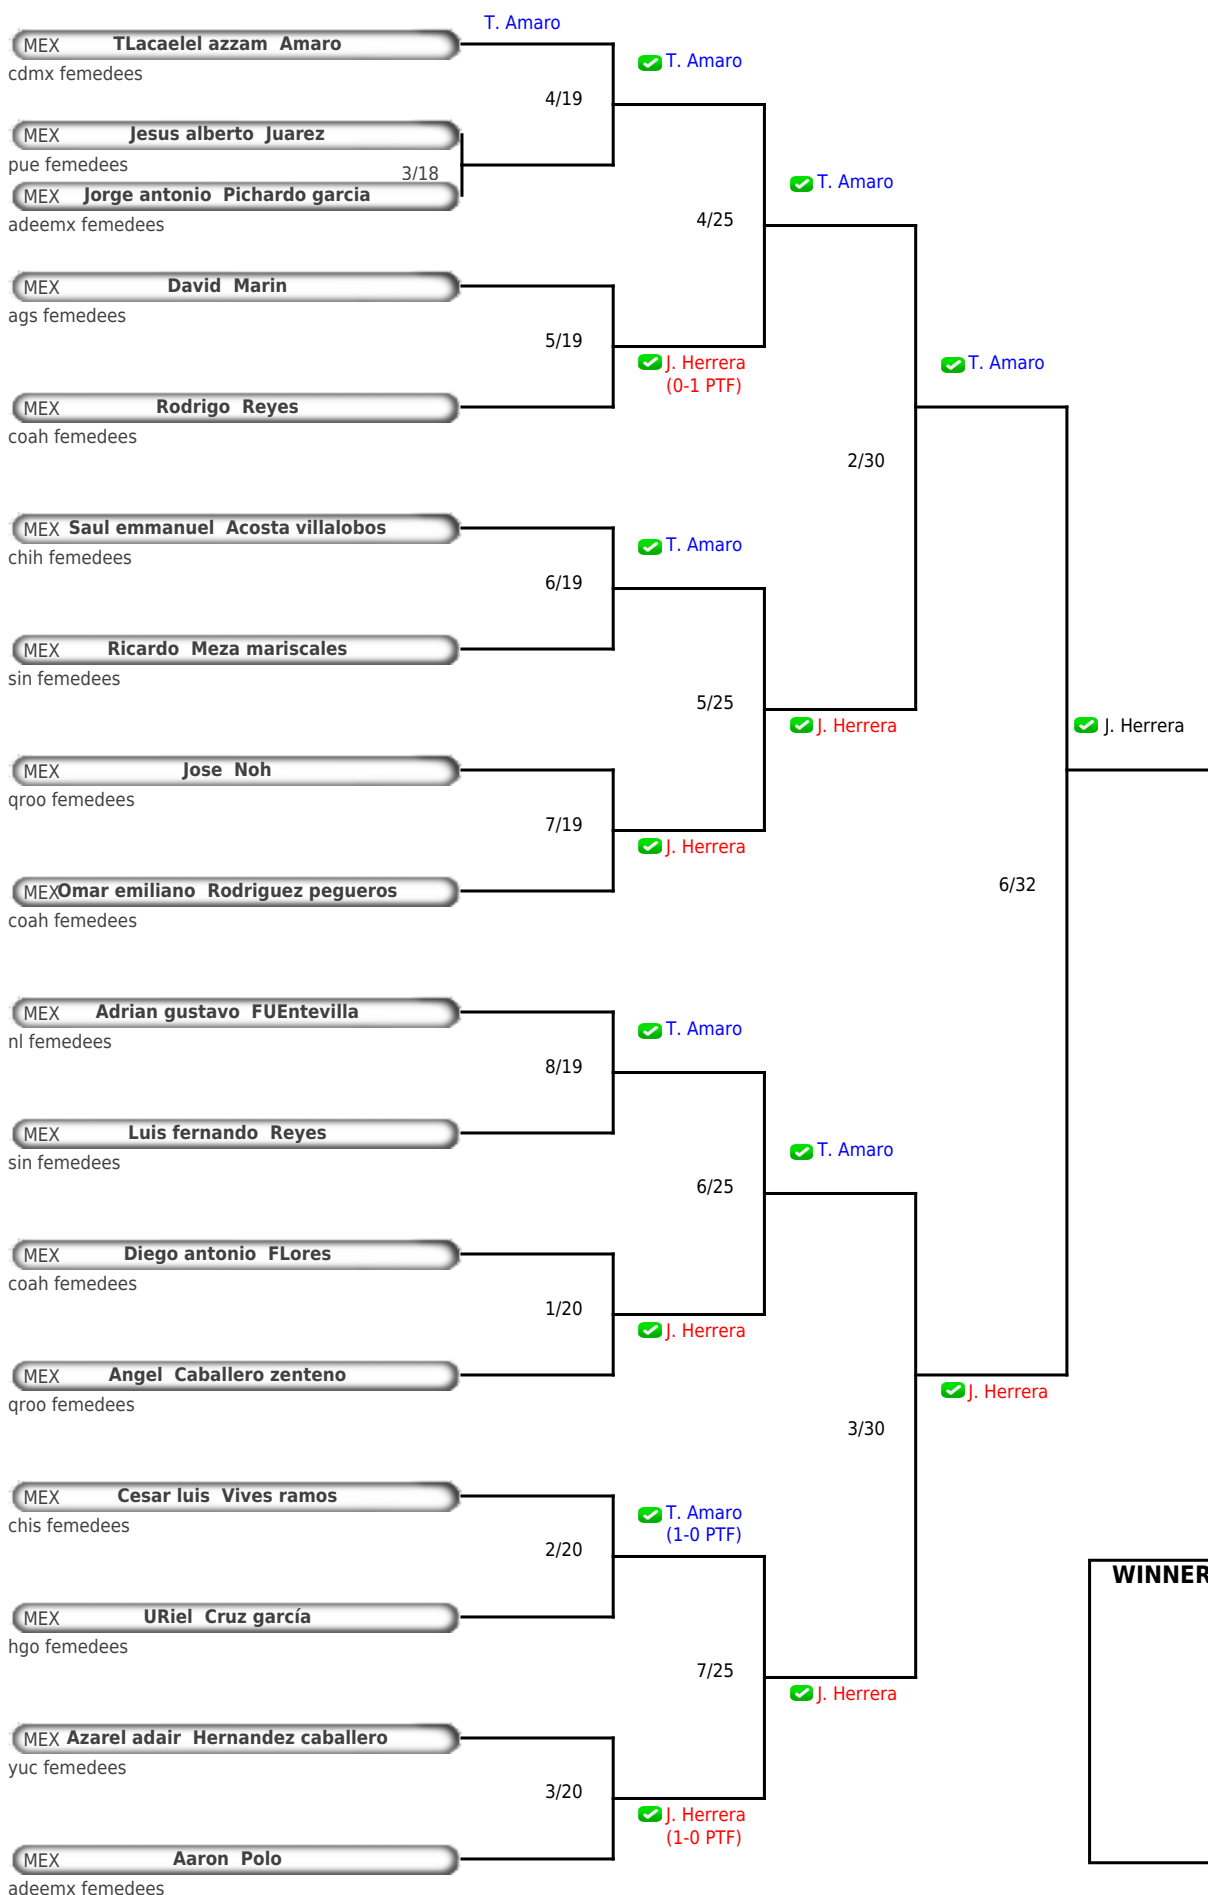 T. Amaro
MEX TLacaelel azzam Amaro
cdmx femedees
T. Amaro
4/19
MEX Jesus alberto Juarez
pue femedees
3/18
MEX Jorge antonio Pichardo garcia
adeemx femedees
T. Amaro
4/25
MEX David Marin
ags femedees
5/19
J. Herrera
(0-1 PTF)
T. Amaro
MEX Rodrigo Reyes
coah femedees
2/30
MEX Saul emmanuel Acosta villalobos
chih femedees
T. Amaro
6/19
MEX Ricardo Meza mariscales
sin femedees
5/25
J. Herrera
J. Herrera
MEX Jose Noh
qroo femedees
7/19
J. Herrera
MEX Omar emiliano Rodriguez pegueros
coah femedees
6/32
MEX Adrian gustavo FUEntevilla
nl femedees
T. Amaro
8/19
MEX Luis fernando Reyes
sin femedees
T. Amaro
6/25
MEX Diego antonio FLores
coah femedees
1/20
J. Herrera
MEX Angel Caballero zenteno
qroo femedees
J. Herrera
3/30
MEX Cesar luis Vives ramos
chis femedees
T. Amaro
(1-0 PTF)
2/20
WINNER
MEX URiel Cruz garcía
hgo femedees
7/25
J. Herrera
MEX Azarel adair Hernandez caballero
yuc femedees
3/20
J. Herrera
(1-0 PTF)
MEX Aaron Polo
adeemx femedees